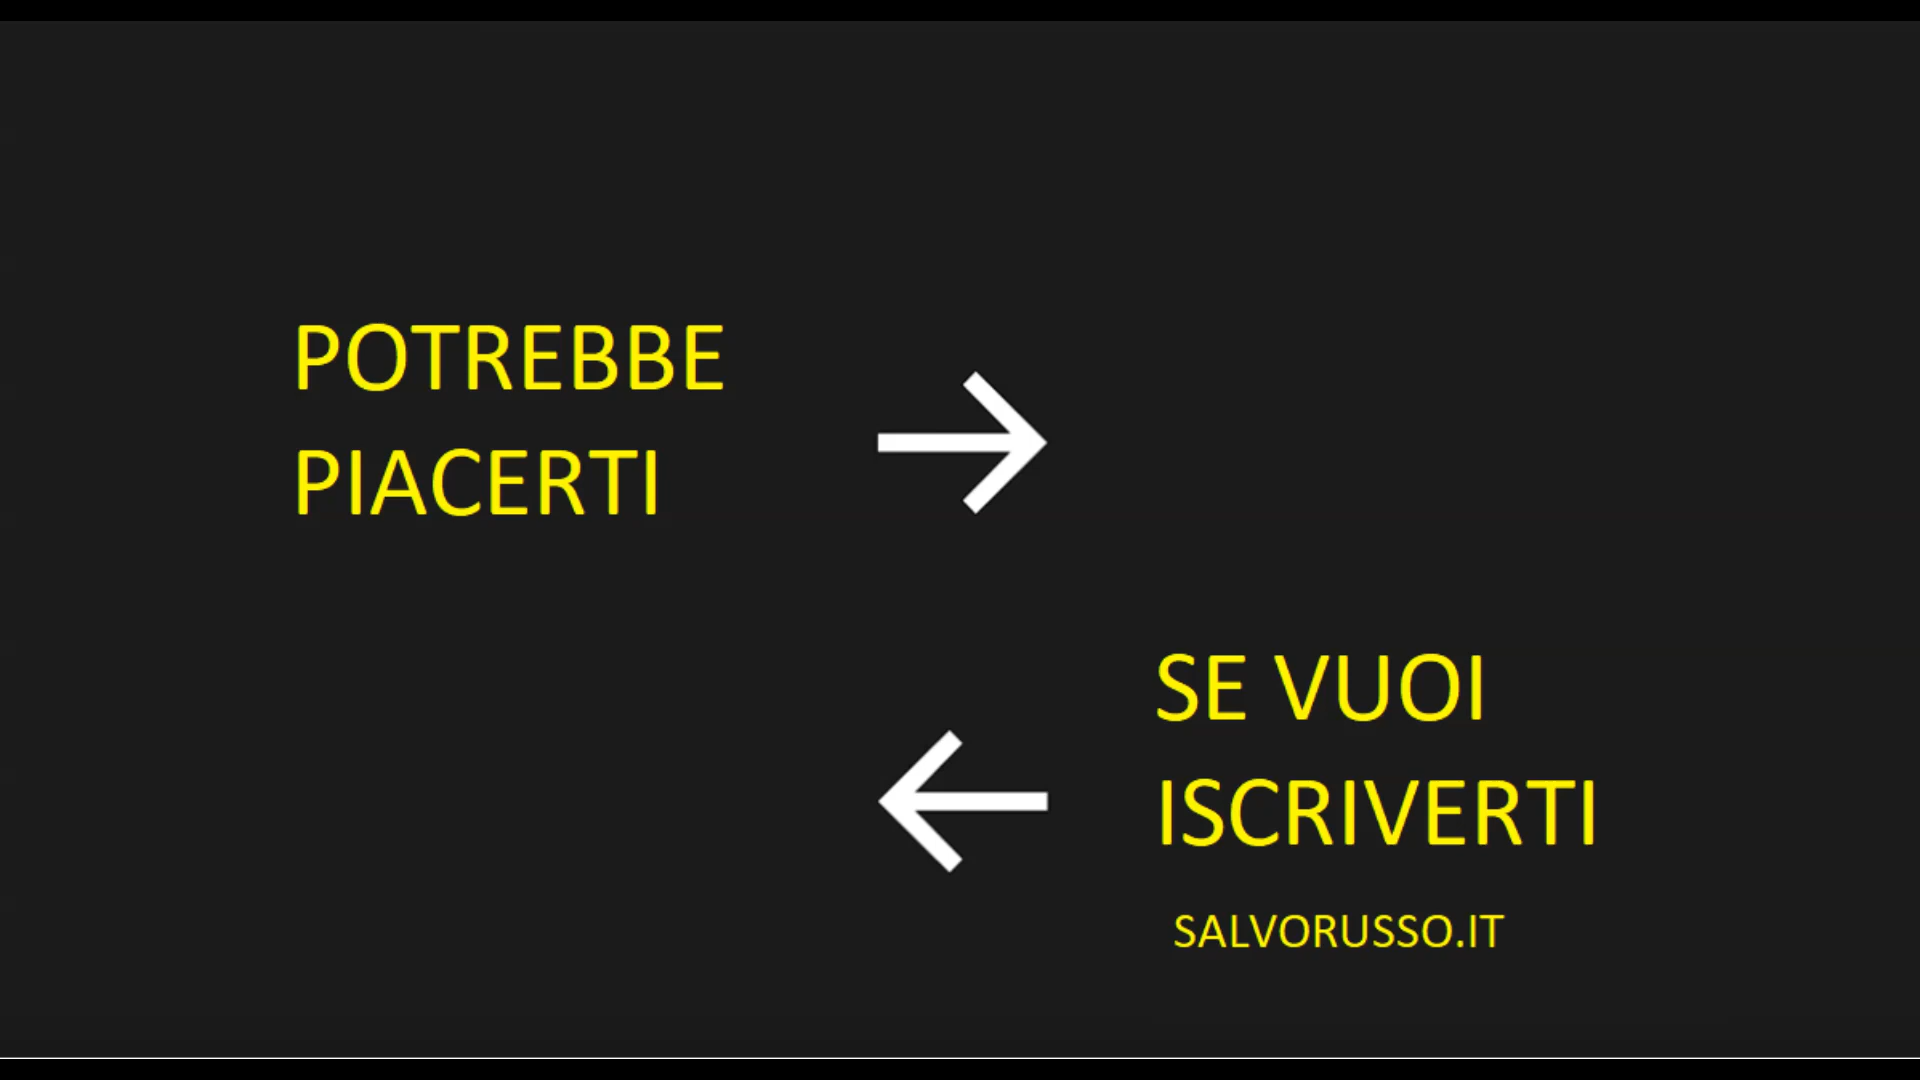 POTREBBE
PIACERTI
SE VUOI
ISCRIVERTI
SALVORUSSO.IT